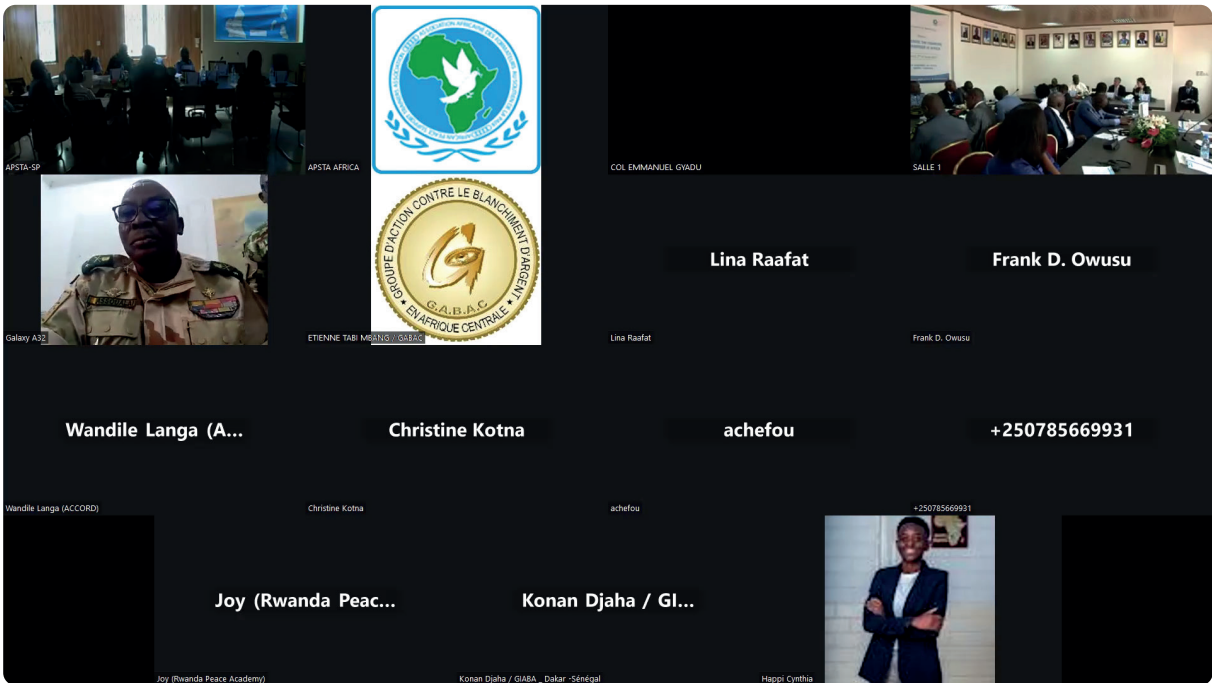 APSTA-SP
APSTA AFRICA
COL EMMANUEL GYADU
SALLE 1
GROUPE D'ACTION CONTRE LE BLANCHIMENT D'ARGENT
G.A.B.A.C
EN AFRIQUE CENTRALE
Lina Raafat
Frank D. Owusu
Galaxy A32
ETIENNE TABI MBANG / GABAC
Lina Raafat
Frank D. Owusu
Wandile Langa (A...
Christine Kotna
achefou
+250785669931
Wandile Langa (ACCORD)
Christine Kotna
achefou
+250785669931
Joy (Rwanda Peac...
Konan Djaha / GI...
Joy (Rwanda Peace Academy)
Konan Djaha / GIABA _ Dakar -Sénégal
Happi Cynthia